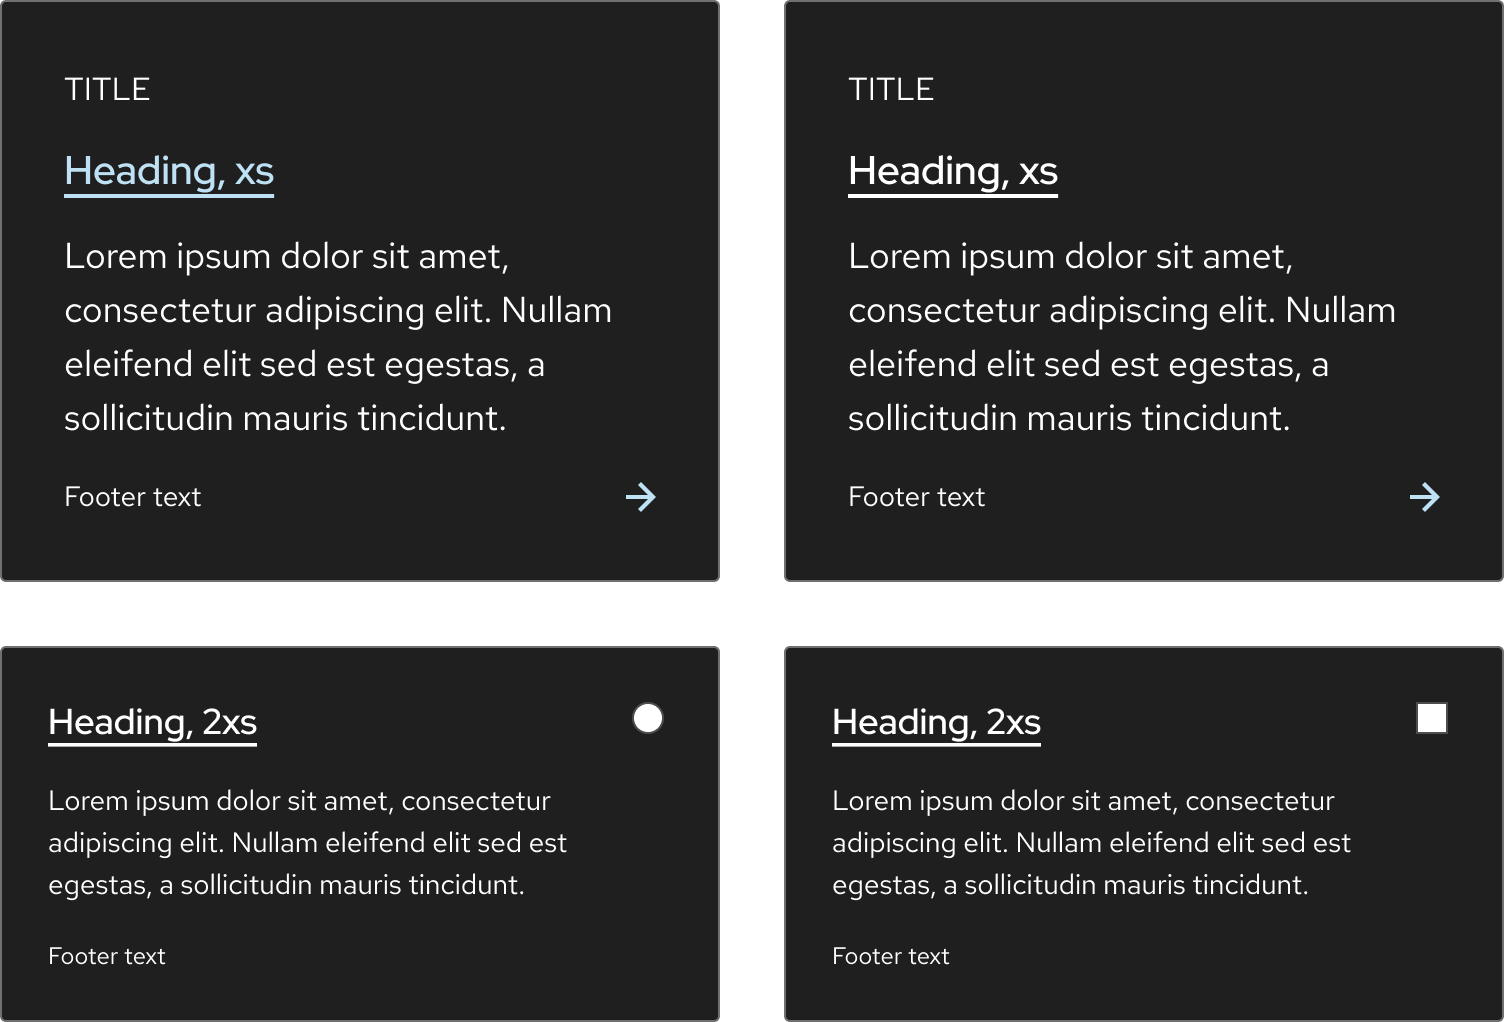 TITLE
Heading, xs
Lorem ipsum dolor sit amet,
consectetur adipiscing elit. Nullam
eleifend elit sed est egestas, a
sollicitudin mauris tincidunt.
Footer text
TITLE
Heading, xs
Lorem ipsum dolor sit amet,
consectetur adipiscing elit. Nullam
eleifend elit sed est egestas, a
sollicitudin mauris tincidunt.
Footer text
Heading, 2xs
Lorem ipsum dolor sit amet, consectetur
adipiscing elit. Nullam eleifend elit sed est
egestas, a sollicitudin mauris tincidunt.
Footer text
Heading, 2xs
Lorem ipsum dolor sit amet, consectetur
adipiscing elit. Nullam eleifend elit sed est
egestas, a sollicitudin mauris tincidunt.
Footer text